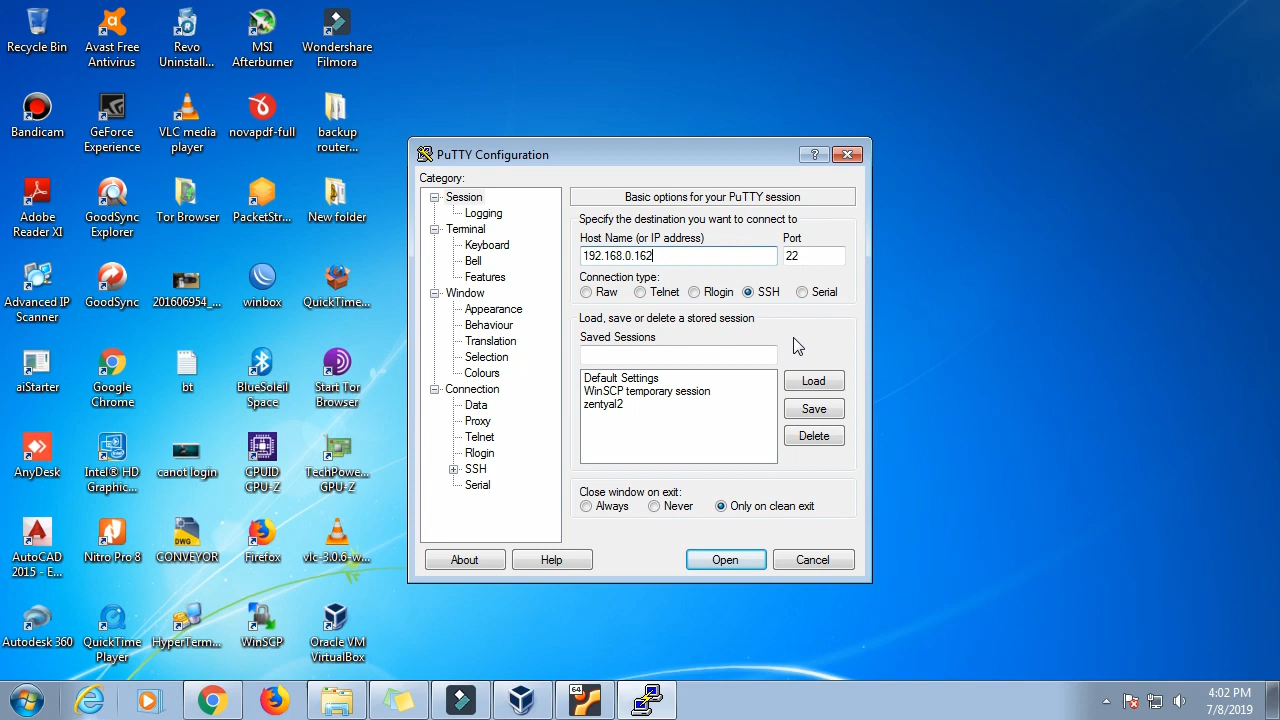 Recycle Bin
Avast Free
Antivirus
Revo
Uninstall...
MSI
Afterburner
Wondershare
Filmora
Bandicam
GeForce
Experience
VLC media
player
novapdf-full
backup
router...
Adobe
Reader XI
GoodSync
Explorer
Tor Browser
PacketStr...
New folder
Advanced IP
Scanner
GoodSync
201606954_...
winbox
QuickTime...
aiStarter
Google
Chrome
bt
BlueSoleil
Space
Start Tor
Browser
AnyDesk
Intel® HD
Graphic...
canot login
CPUID
CPU-Z
TechPowe...
GPU-Z
AutoCAD
2015 - E...
Nitro Pro 8
CONVEYOR
Firefox
vlc-3.0.6-w...
Autodesk 360
QuickTime
Player
HyperTerm...
WinSCP
Oracle VM
VirtualBox
PuTTY Configuration
?
Category:
Session
Logging
Terminal
Keyboard
Bell
Features
Window
Appearance
Behaviour
Translation
Selection
Colours
Connection
Data
Proxy
Telnet
Rlogin
SSH
Serial
Basic options for your PuTTY session
Specify the destination you want to connect to
Host Name (or IP address) Port
192.168.0.162 22
Connection type:
Raw Telnet Rlogin SSH Serial
Load, save or delete a stored session
Saved Sessions
Default Settings
WinSCP temporary session
zentyal2
Load
Save
Delete
Close window on exit:
Always Never Only on clean exit
About Help Open Cancel
DWG
64
4:02 PM
7/8/2019